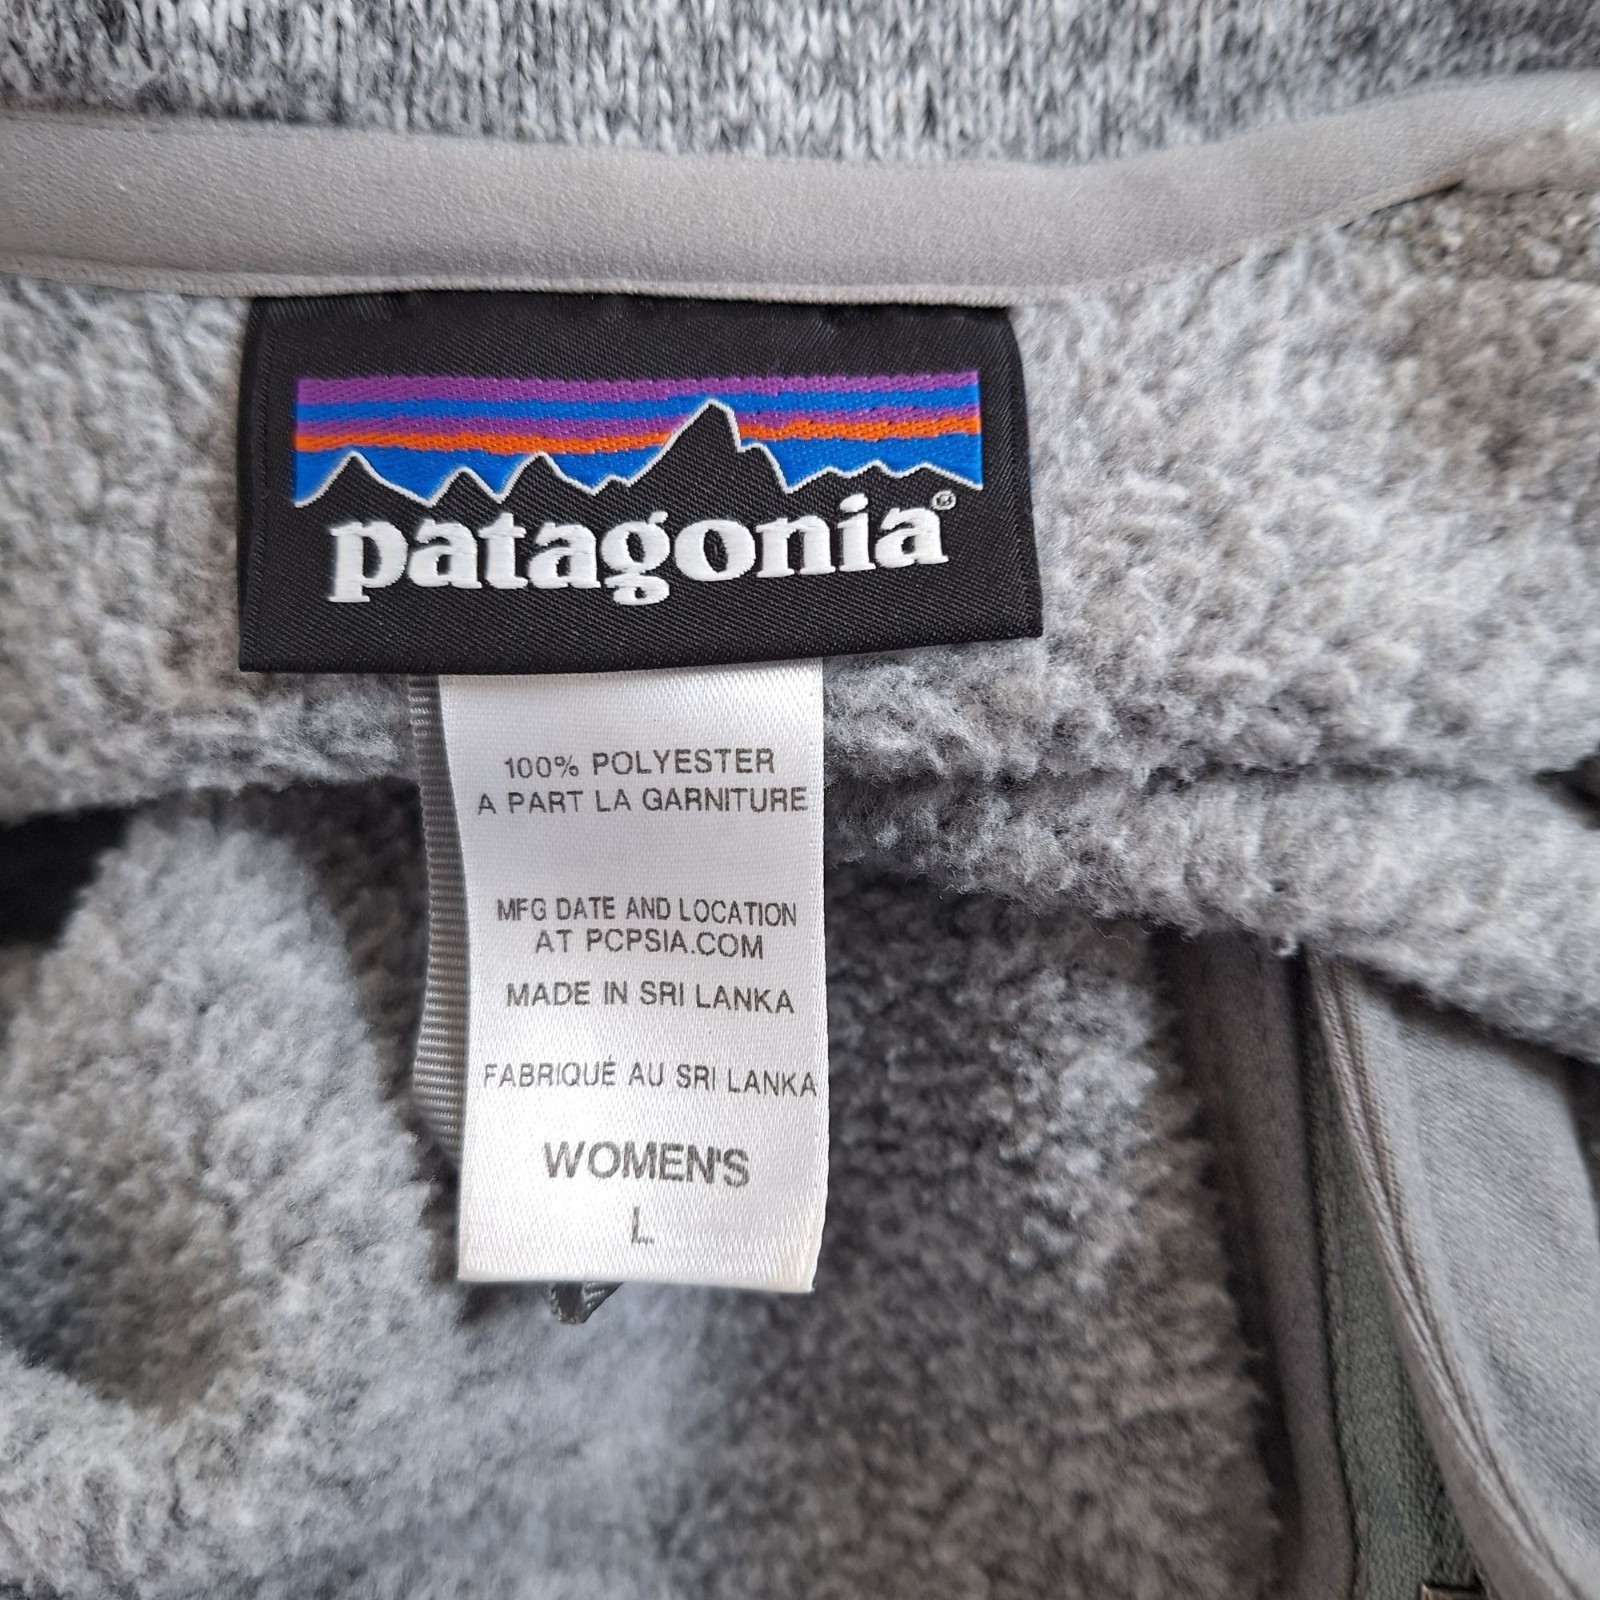 patagonia®
100% POLYESTER
A PART LA GARNITURE
MFG DATE AND LOCATION
AT PCPSIA.COM
MADE IN SRI LANKA
FABRIQUÉ AU SRI LANKA
WOMEN'S
L